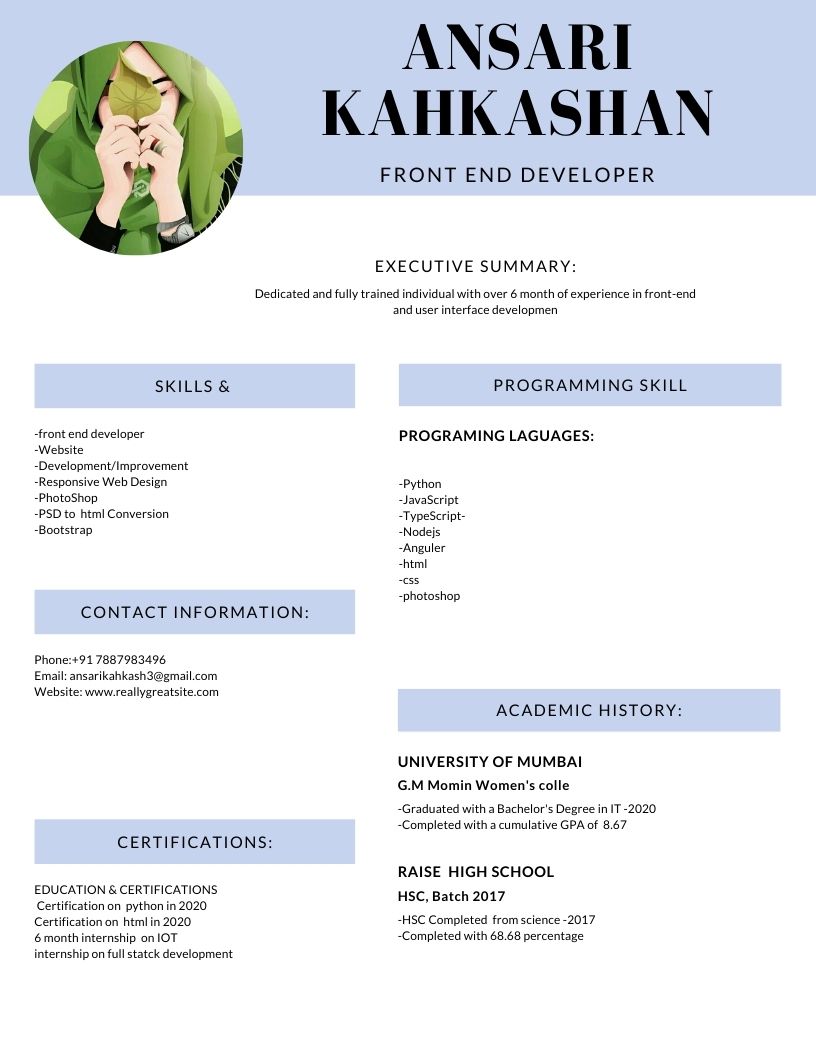 ANSARI
KAHKASHAN
FRONT END DEVELOPER
EXECUTIVE SUMMARY:
Dedicated and fully trained individual with over 6 month of experience in front-end
and user interface developmen
SKILLS &
-front end developer
-Website
-Development/Improvement
-Responsive Web Design
-PhotoShop
-PSD to html Conversion
-Bootstrap
CONTACT INFORMATION:
Phone:+91 7887983496
Email: ansarikahkash3@gmail.com
Website: www.reallygreatsite.com
CERTIFICATIONS:
EDUCATION & CERTIFICATIONS
Certification on python in 2020
Certification on html in 2020
6 month internship on IOT
internship on full statck development
PROGRAMMING SKILL
PROGRAMING LAGUAGES:
-Python
-JavaScript
-TypeScript-
-Nodejs
-Anguler
-html
-css
-photoshop
ACADEMIC HISTORY:
UNIVERSITY OF MUMBAI
G.M Momin Women's colle
-Graduated with a Bachelor's Degree in IT -2020
-Completed with a cumulative GPA of 8.67
RAISE HIGH SCHOOL
HSC, Batch 2017
-HSC Completed from science -2017
-Completed with 68.68 percentage